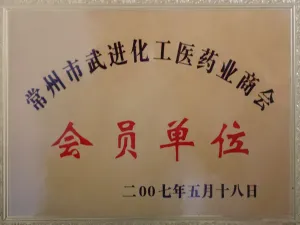 常州市武进化工医药业商会
会员单位
二00七年五月十八日